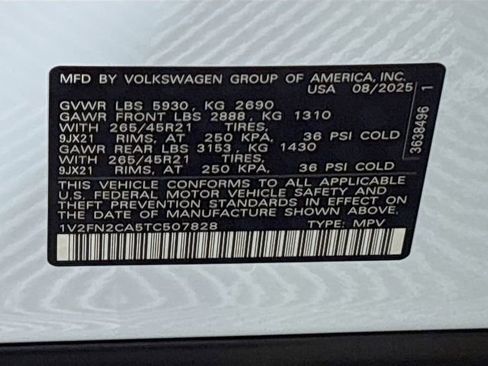 MFD BY VOLKSWAGEN GROUP OF AMERICA, INC.
USA 08/2025
GVWR LBS 5930, KG 2690
GAWR FRONT LBS 2888, KG 1310
WITH 265/45R21 TIRES,
9JX21 RIMS, AT 250 KPA, 36 PSI COLD
GAWR REAR LBS 3153, KG 1430
WITH 265/45R21 TIRES,
9JX21 RIMS, AT 250 KPA, 36 PSI COLD
THIS VEHICLE CONFORMS TO ALL APPLICABLE
U.S. FEDERAL MOTOR VEHICLE SAFETY AND
THEFT PREVENTION STANDARDS IN EFFECT ON
THE DATE OF MANUFACTURE SHOWN ABOVE.
1V2FN2CA5TC507828 TYPE: MPV
3638496 1